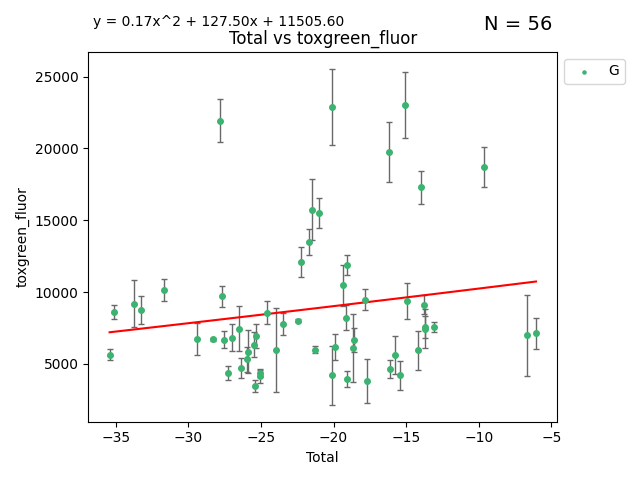 y = 0.17x^2 + 127.50x + 11505.60
N = 56
Total vs toxgreen_fluor
G
toxgreen_fluor
25000
20000
15000
10000
5000
−35
−30
−25
−20
−15
−10
−5
Total